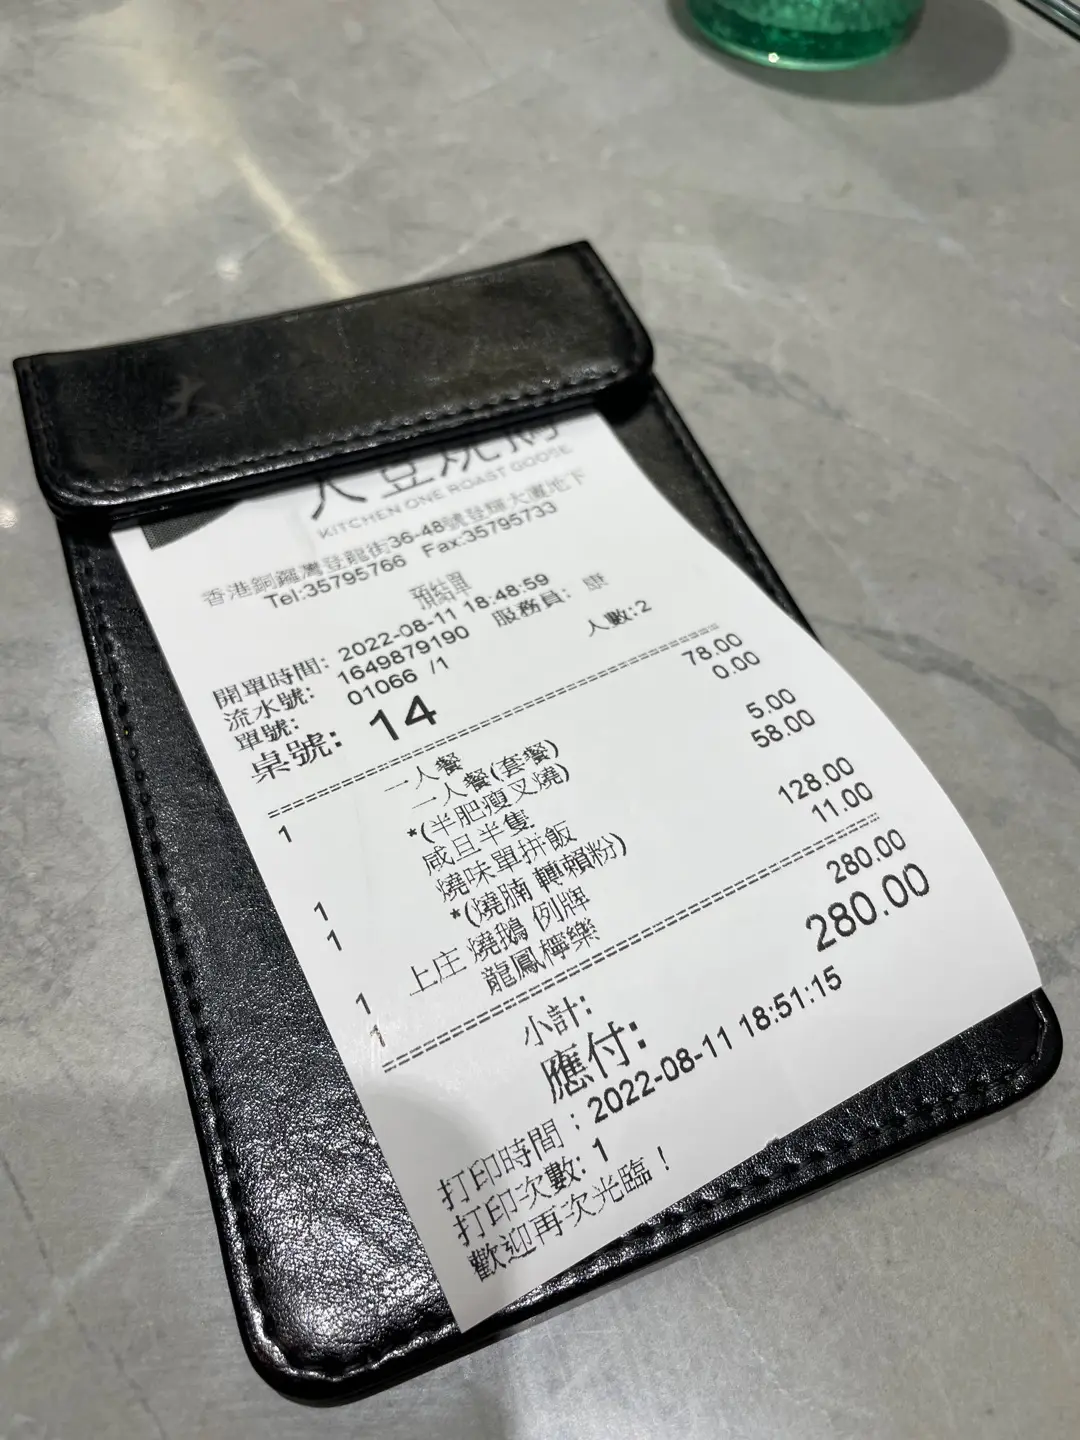 KITCHEN ONE ROAST GOOSE
香港銅鑼灣登龍街36-48號登輝大廈地下
Tel:35795766 Fax:35795733
預結單
開單時間: 2022-08-11 18:48:59
流水號: 1649879190 服務員: 康
單號: 01066 /1 人數:2
桌號: 14
一人餐 78.00
1 一人餐(套餐) 0.00
*(半肥瘦叉燒)
1 咸旦半隻 5.00
1 燒味單拼飯 58.00
*(燒腩 轉賴粉)
1 上庄 燒鵝 例牌 128.00
1 龍鳳檸樂 11.00
小計: 280.00
應付: 280.00
打印時間 : 2022-08-11 18:51:15
打印次數: 1
歡迎再次光臨！